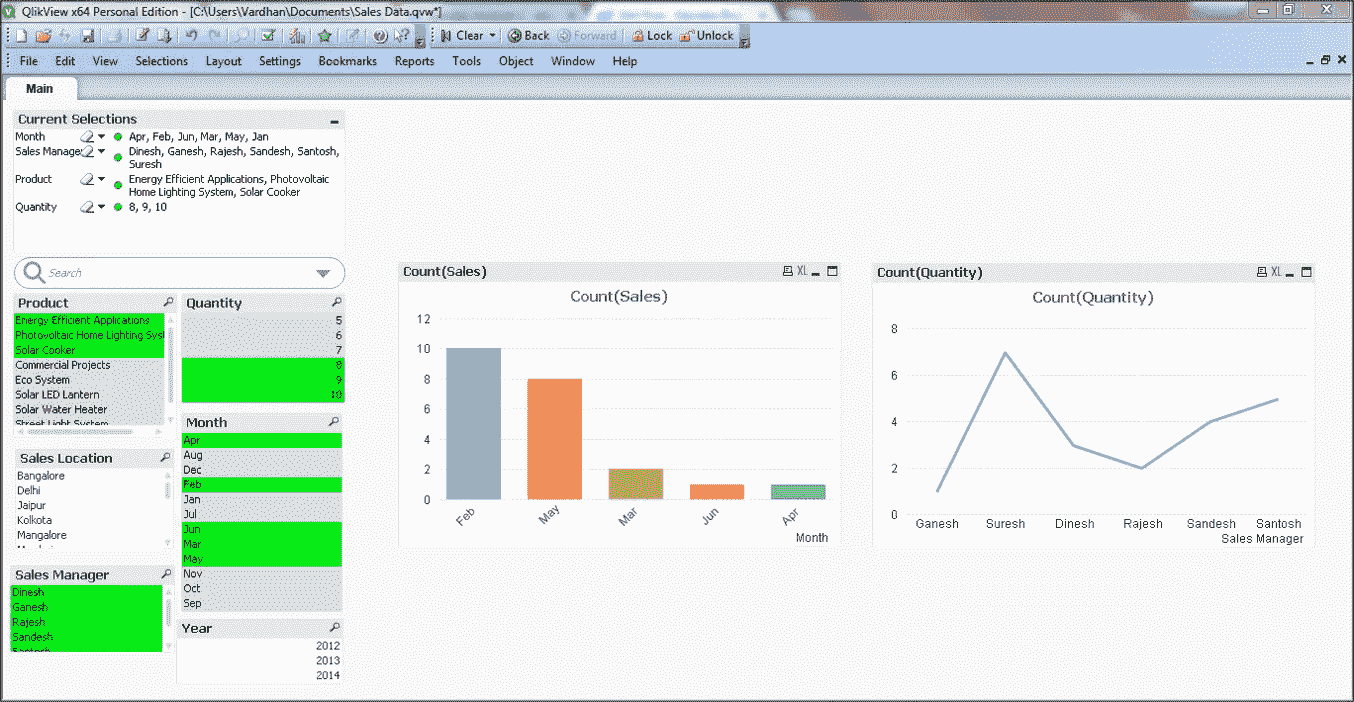 QlikView x64 Personal Edition - [C:\Users\Vardhan\Documents\Sales Data.qvw*]
Clear Back Forward Lock Unlock
File Edit View Selections Layout Settings Bookmarks Reports Tools Object Window Help
Main
Current Selections
Month Apr, Feb, Jun, Mar, May, Jan
Sales Manage Dinesh, Ganesh, Rajesh, Sandesh, Santosh,
Suresh
Product Energy Efficient Applications, Photovoltaic
Home Lighting System, Solar Cooker
Quantity 8, 9, 10
Search
Product
Energy Efficient Applications
Photovoltaic Home Lighting Syst
Solar Cooker
Commercial Projects
Eco System
Solar LED Lantern
Solar Water Heater
Street Light System
Sales Location
Bangalore
Delhi
Jaipur
Kolkota
Mangalore
Sales Manager
Dinesh
Ganesh
Rajesh
Sandesh
Santosh
Quantity
5
6
7
8
9
10
Month
Apr
Aug
Dec
Feb
Jan
Jul
Jun
Mar
May
Nov
Oct
Sep
Year
2012
2013
2014
Count(Sales) XL
Count(Sales)
12
10
8
6
4
2
0
Feb May Mar Jun Apr
Month
Count(Quantity) XL
Count(Quantity)
8
6
4
2
0
Ganesh Suresh Dinesh Rajesh Sandesh Santosh
Sales Manager